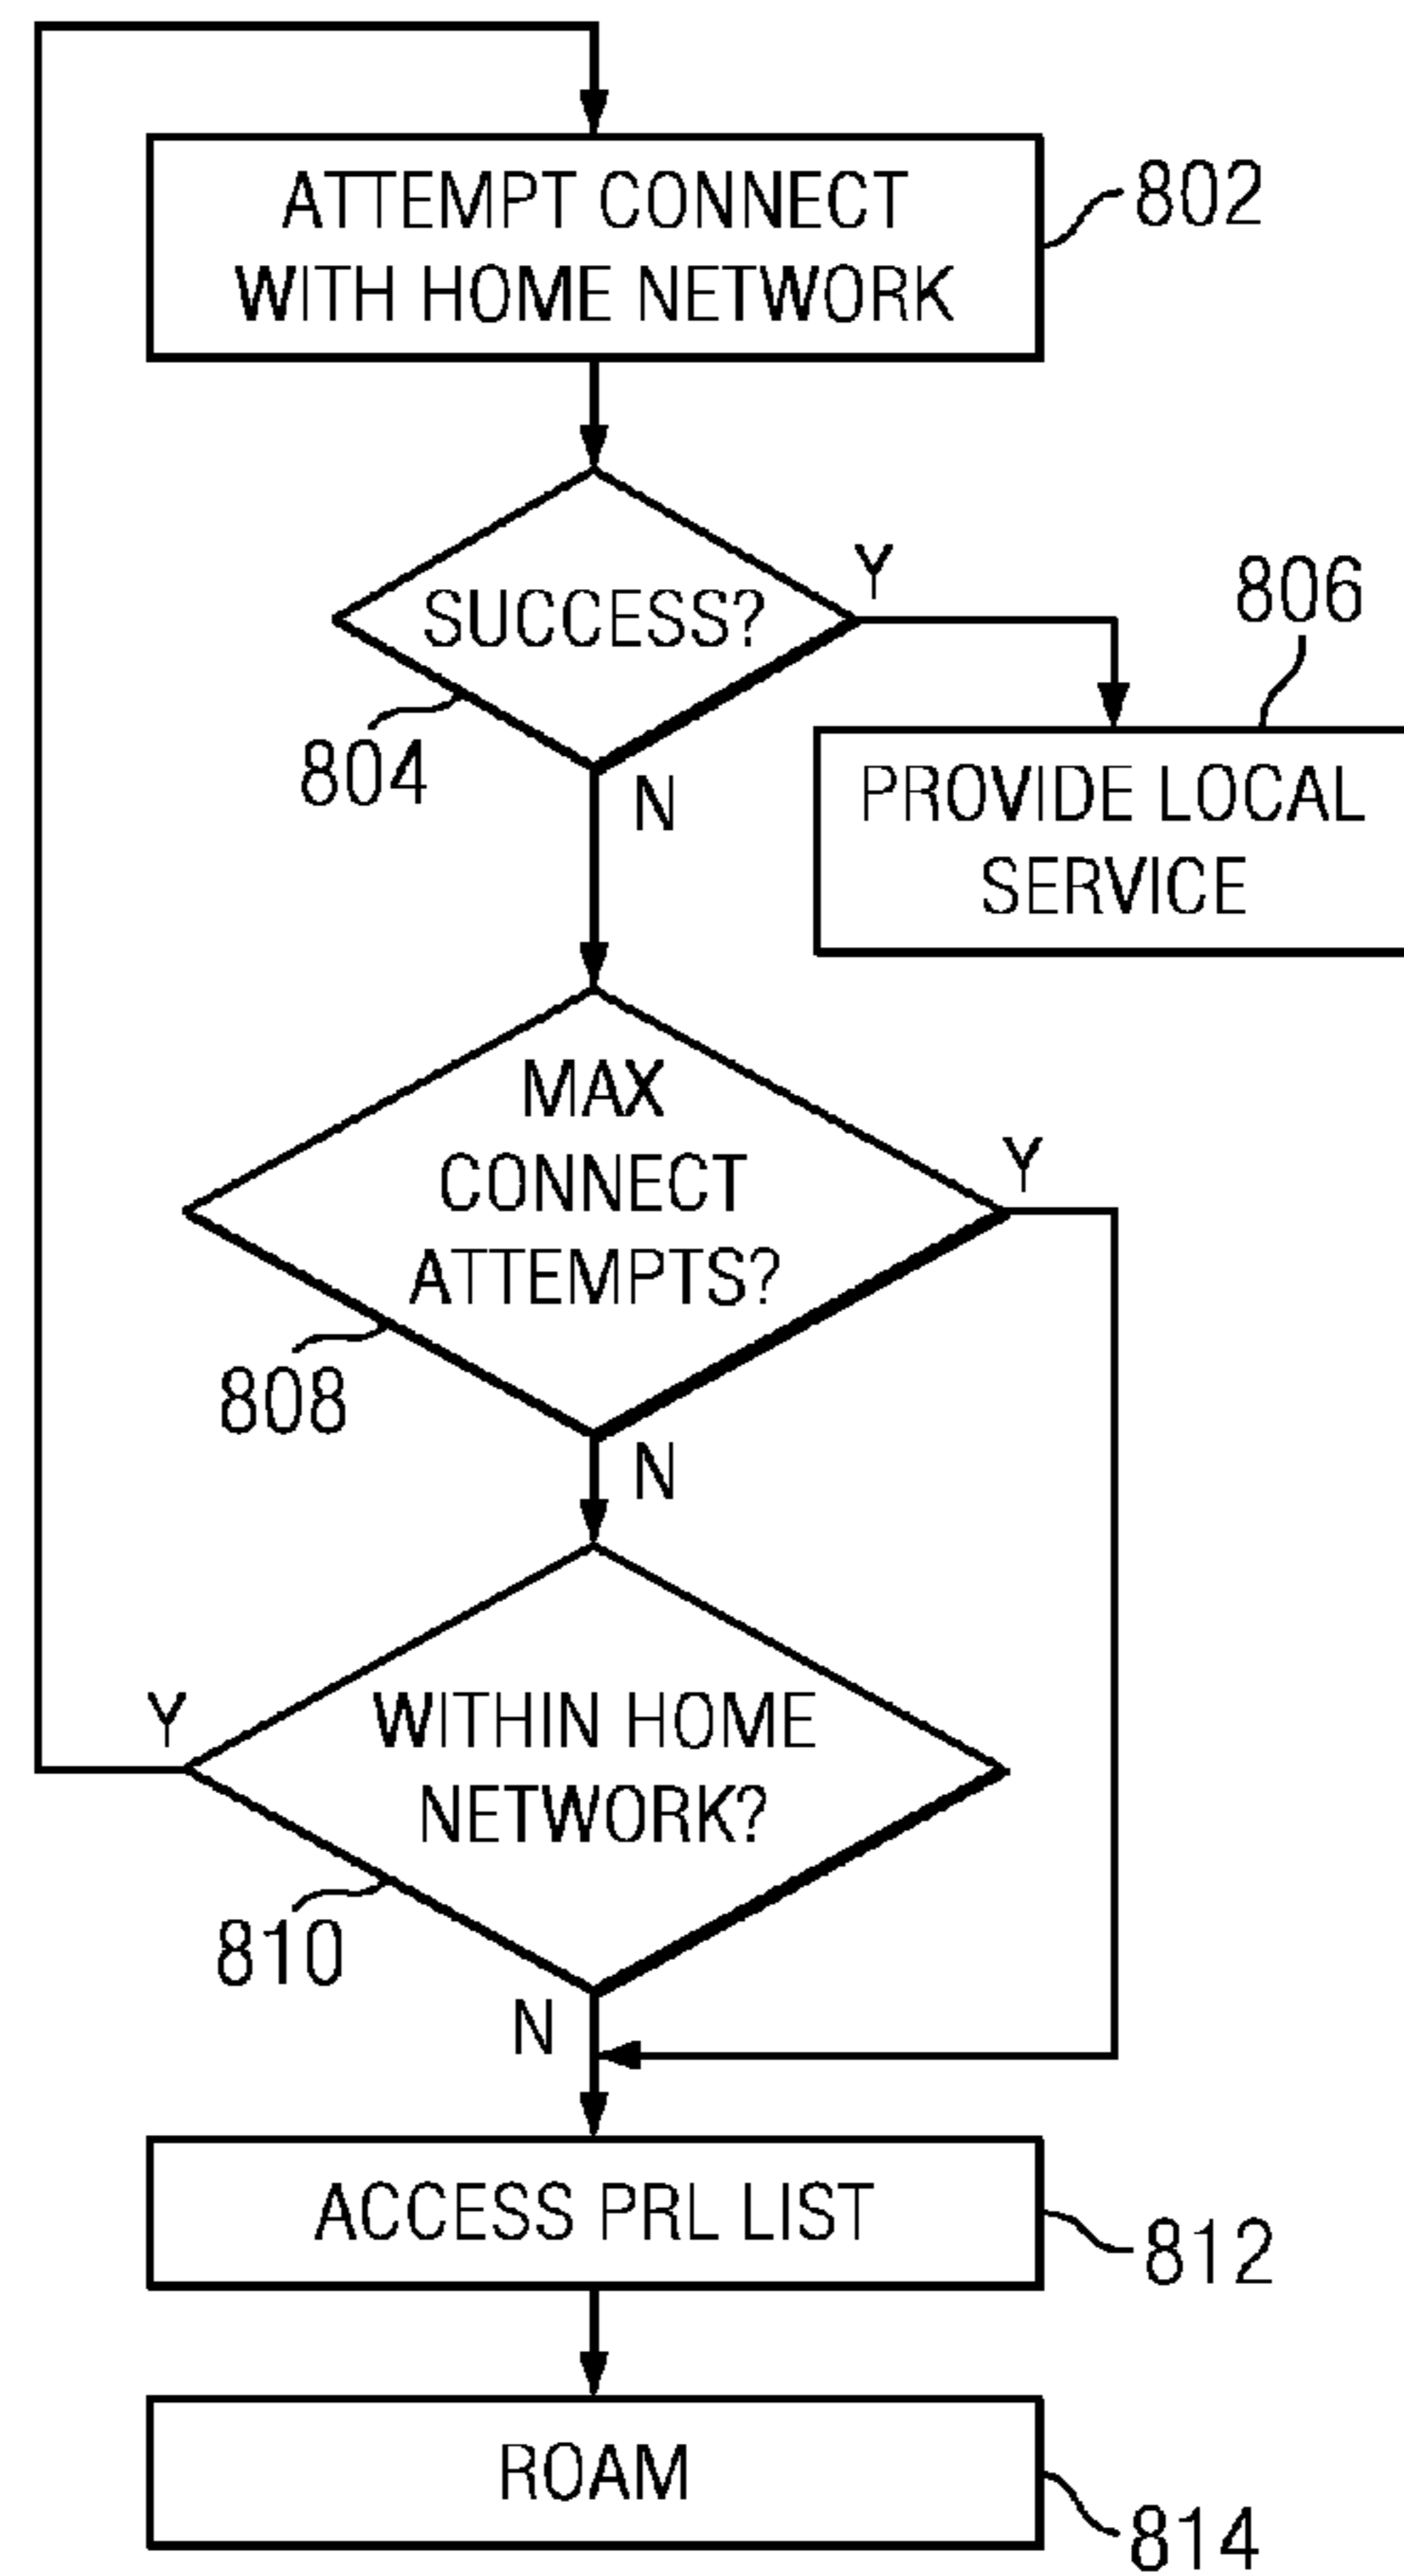 ATTEMPT CONNECT
WITH HOME NETWORK
802
SUCCESS?
Y
804
N
806
PROVIDE LOCAL
SERVICE
MAX
CONNECT
ATTEMPTS?
Y
808
N
WITHIN HOME
NETWORK?
Y
810
N
ACCESS PRL LIST
812
ROAM
814